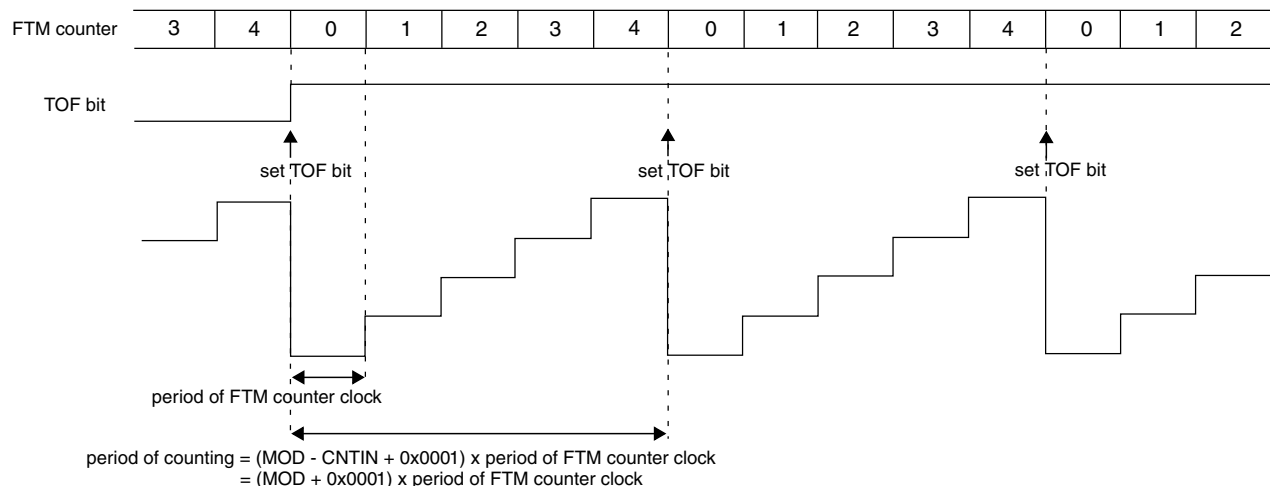 FTM counter 3 4 0 1 2 3 4 0 1 2 3 4 0 1 2
TOF bit
set TOF bit set TOF bit set TOF bit
period of FTM counter clock
period of counting = (MOD - CNTIN + 0x0001) x period of FTM counter clock
= (MOD + 0x0001) x period of FTM counter clock